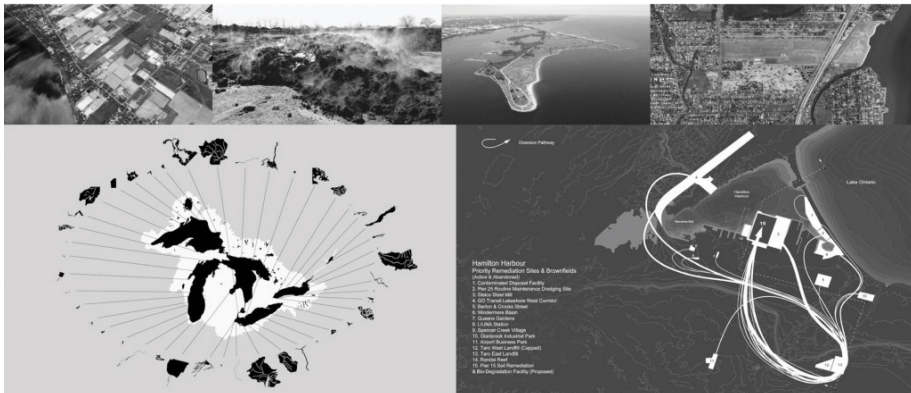 Diversion Pathway
Lake Ontario
Hamilton
Harbour
Hamilton Harbour
Priority Remediation Sites & Brownfields
(Active & Abandoned)
1. Contaminated Disposal Facility
2. Pier 25 Routine Maintenance Dredging Site
3. Stelco Steel Mill
4. GO Transit Lakeshore West Corridor
5. Barton & Crooks Street
6. Windermere Basin
7. Queens Gardens
8. LIUNA Station
9. Spencer Creek Village
10. Glanbrook Industrial Park
11. Airport Business Park
12. Taro West Landfill (Capped)
13. Taro East Landfill
14. Randal Reef
15. Pier 15 Soil Remediation
& Bio-Degradation Facility (Proposed)
15